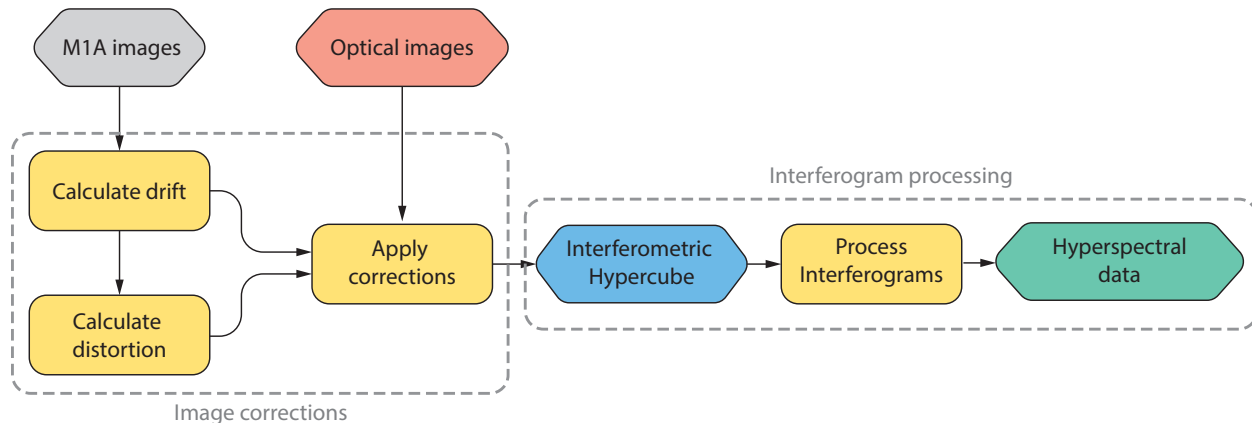 M1A images
Optical images
Calculate drift
Calculate
distortion
Apply
corrections
Image corrections
Interferogram processing
Interferometric
Hypercube
Process
Interferograms
Hyperspectral
data